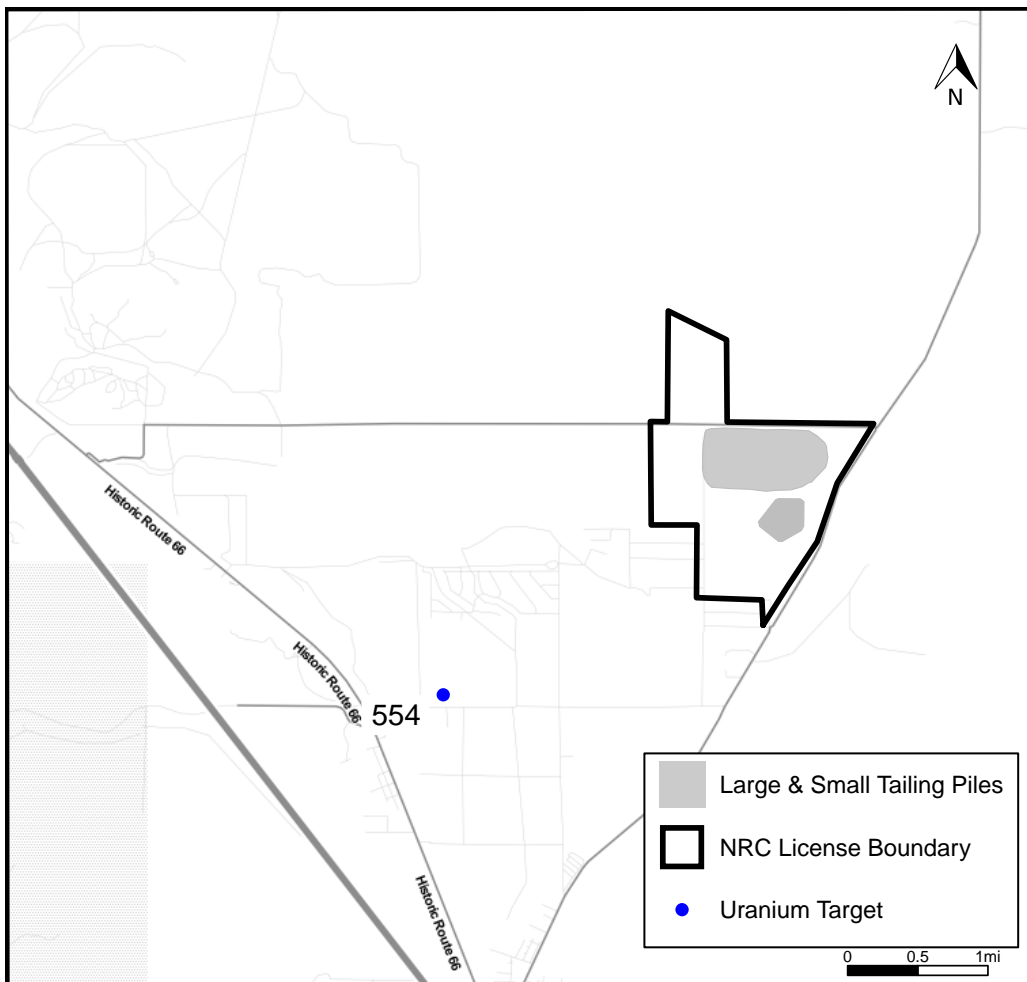 N
Historic Route 66
Historic Route 66
554
Historic Route 66
Large & Small Tailing Piles
NRC License Boundary
Uranium Target
0 0.5 1mi